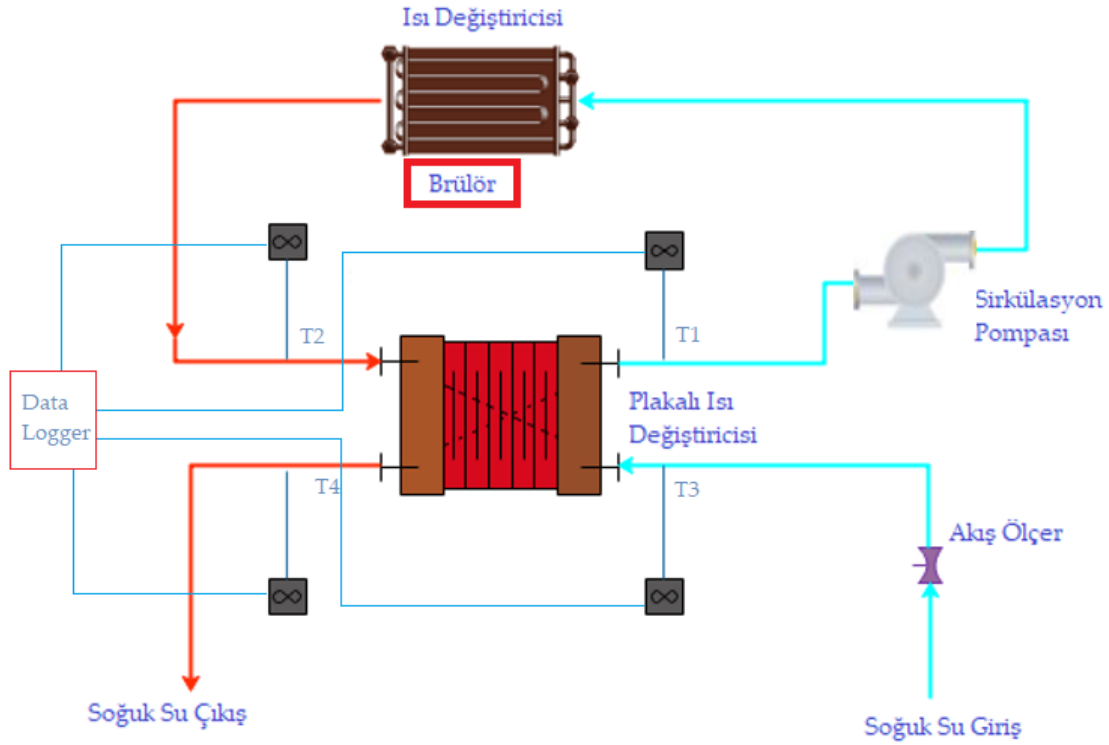 Isı Değiştiricisi
Brülör
Sirkülasyon
Pompası
T2
T1
Data
Logger
Plakalı Isı
Değiştiricisi
T4
T3
Akış Ölçer
Soğuk Su Çıkış
Soğuk Su Giriş